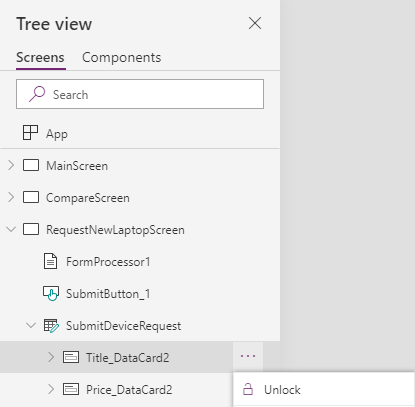 Tree view
Screens Components
Search
App
MainScreen
CompareScreen
RequestNewLaptopScreen
FormProcessor1
SubmitButton_1
SubmitDeviceRequest
Title_DataCard2 ...
Price_DataCard2
Unlock